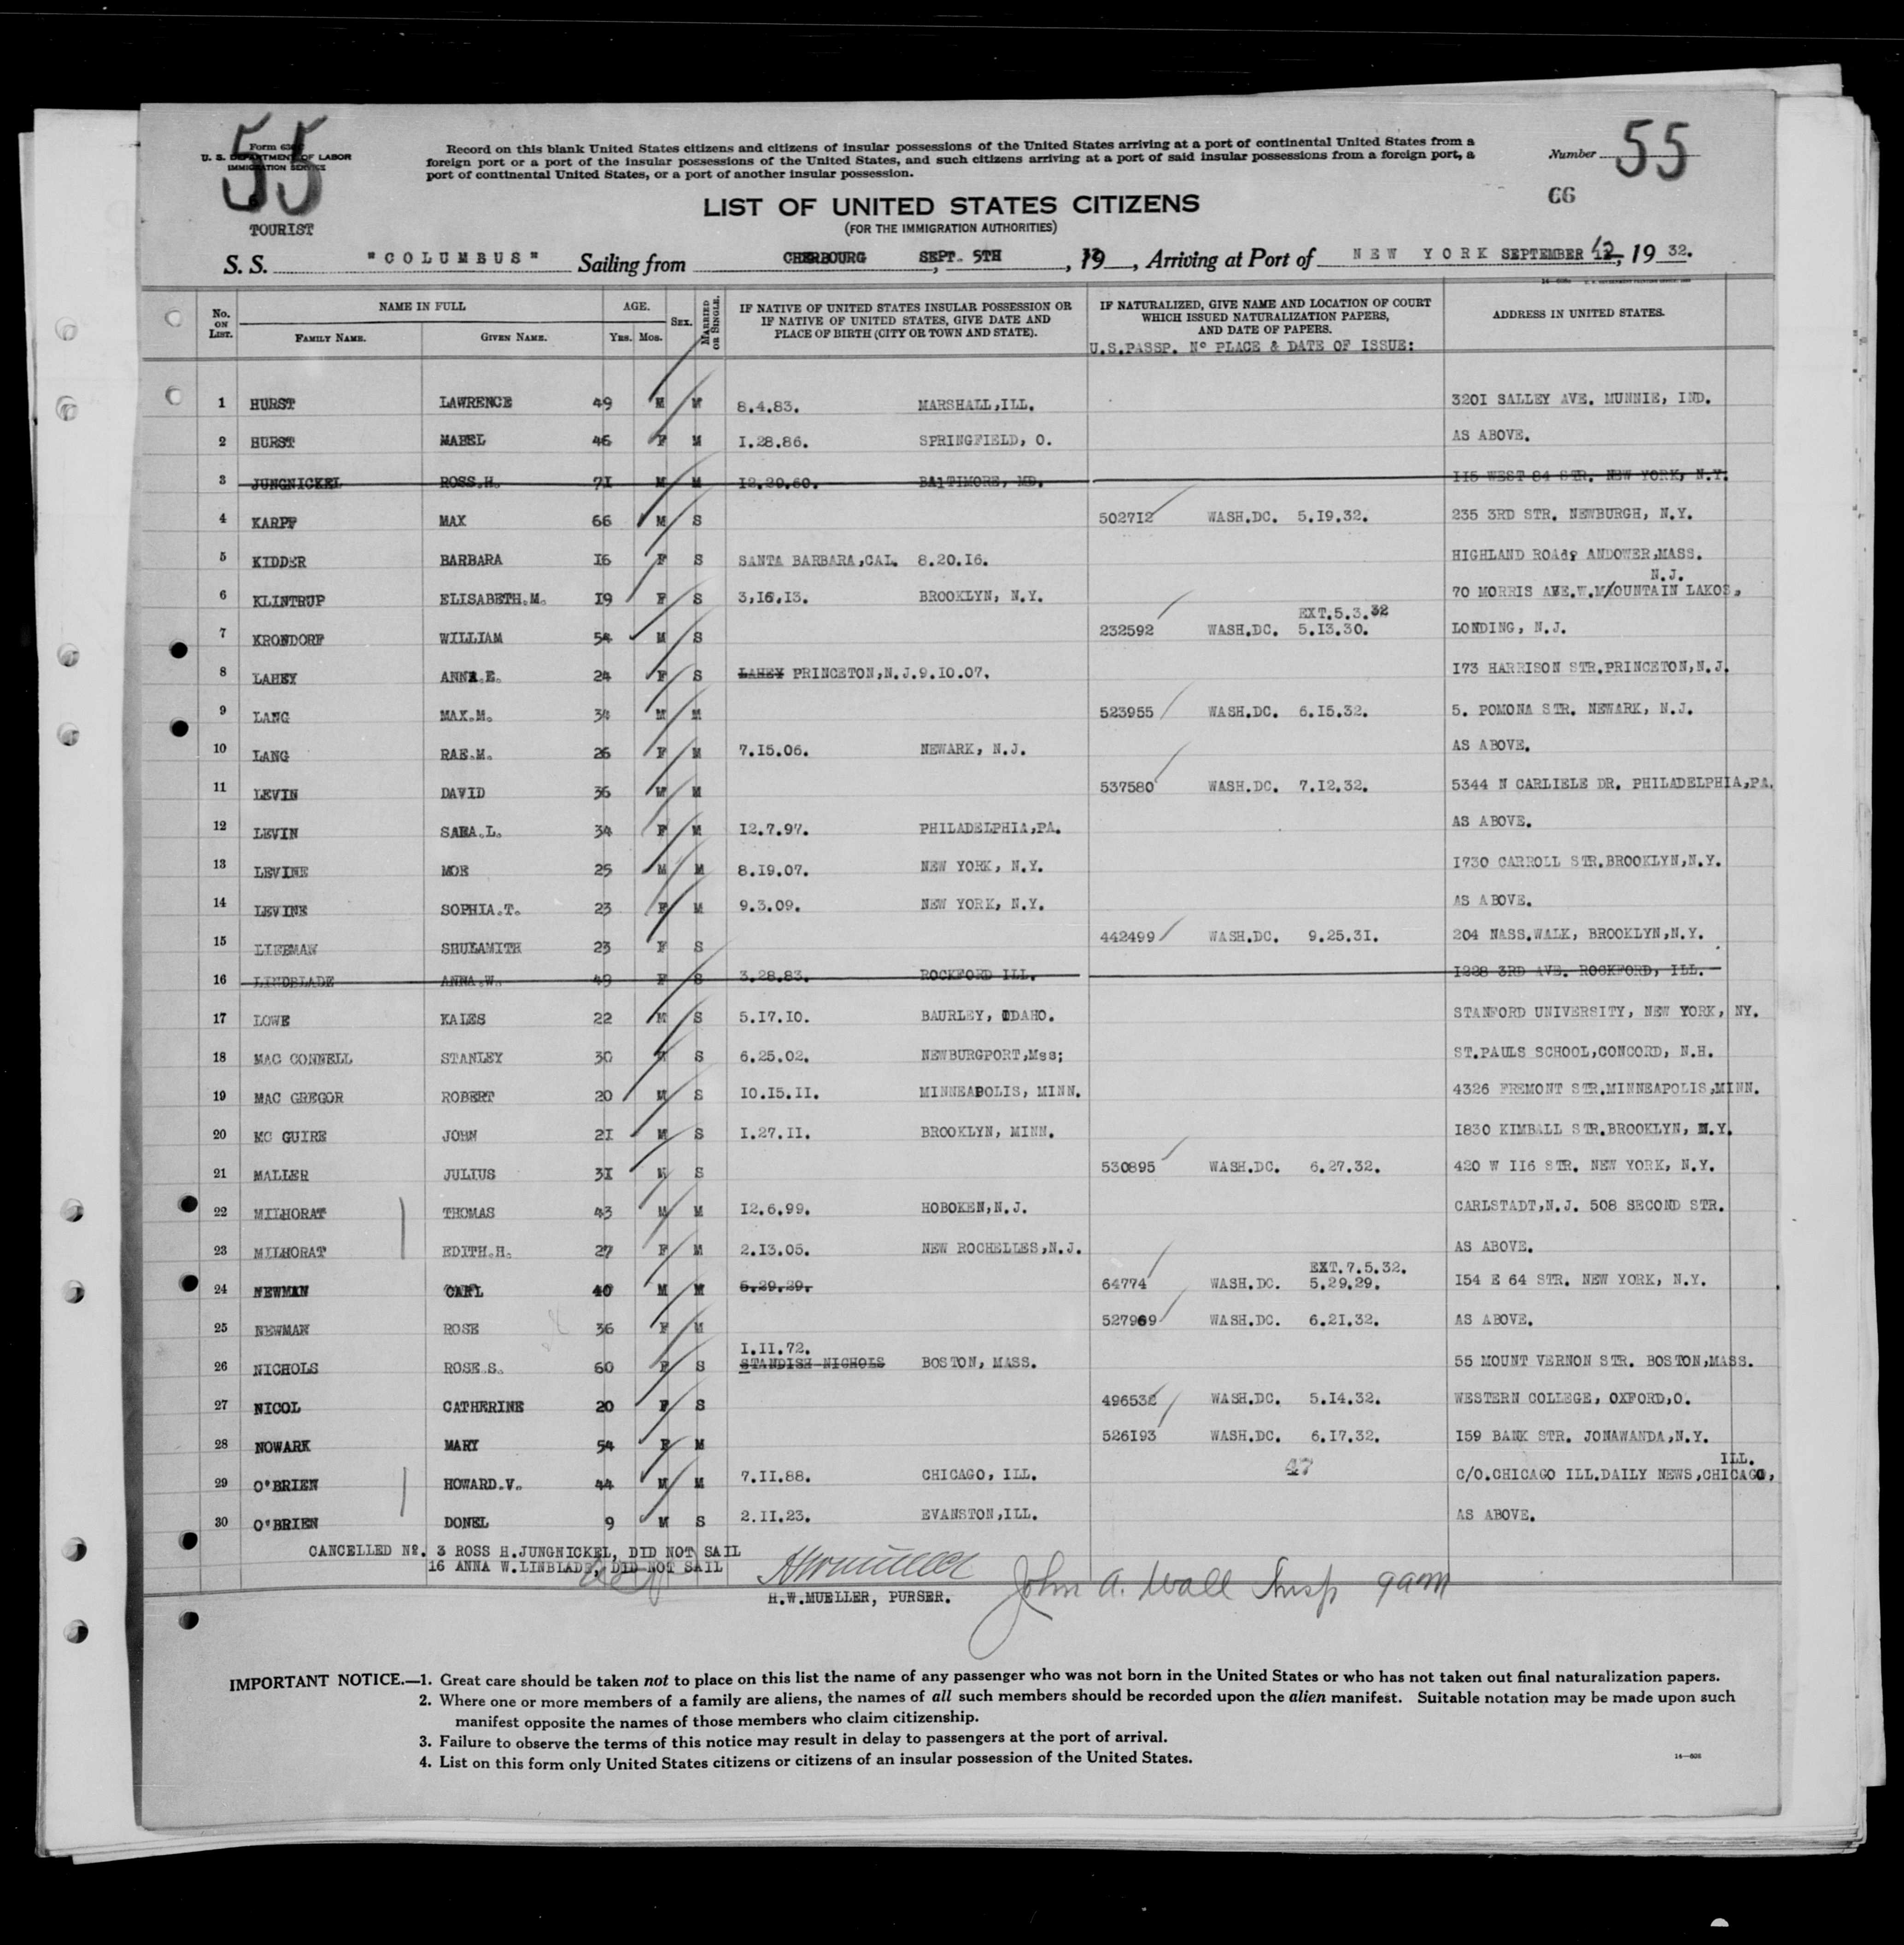 55
Form 630
U. S. DEPARTMENT OF LABOR
IMMIGRATION SERVICE
TOURIST
Record on this blank United States citizens and citizens of insular possessions of the United States arriving at a port of continental United States from a
foreign port or a port of the insular possessions of the United States, and such citizens arriving at a port of said insular possessions from a foreign port, a
port of continental United States, or a port of another insular possession.
Number 55
66
LIST OF UNITED STATES CITIZENS
(FOR THE IMMIGRATION AUTHORITIES)
S. S. "COLUMBUS" Sailing from CHERBOURG, SEPT. 5TH, 19, Arriving at Port of NEW YORK SEPTEMBER 12, 1932.
No. ON LIST. NAME IN FULL AGE. SEX. MARRIED OR SINGLE. IF NATIVE OF UNITED STATES INSULAR POSSESSION OR IF NATIVE OF UNITED STATES, GIVE DATE AND PLACE OF BIRTH (CITY OR TOWN AND STATE). IF NATURALIZED, GIVE NAME AND LOCATION OF COURT WHICH ISSUED NATURALIZATION PAPERS, AND DATE OF PAPERS. ADDRESS IN UNITED STATES.
FAMILY NAME. GIVEN NAME. YRS. MOS. U.S.PASSP. Nº PLACE & DATE OF ISSUE:
1 HURST LAWRENCE 49 M M 8.4.83. MARSHALL,ILL. 3201 SALLEY AVE. MUNNIE, IND.
2 HURST MABEL 46 F M 1.28.86. SPRINGFIELD, O. AS ABOVE.
3 JUNGNICKEL ROSS.H. 71 M M 12.20.60. BALTIMORE, MD. 115 WEST 84 STR. NEW YORK, N.Y.
4 KARPF MAX 66 M S 502712 WASH.DC. 5.19.32. 235 3RD STR. NEWBURGH, N.Y.
5 KIDDER BARBARA 16 F S SANTA BARBARA,CAL. 8.20.16. HIGHLAND ROAd, ANDOWER,MASS.
N.J.
6 KLINTRUP ELISABETH.M. 19 F S 3,16,13. BROOKLYN, N.Y. 70 MORRIS AVE.W.MOUNTAIN LAKOS,
EXT.5.3.32
7 KRONDORF WILLIAM 54 M S 232592 WASH.DC. 5.13.30. LONDING, N.J.
8 LAHEY ANNA.E. 24 F S LAHEY PRINCETON,N.J.9.10.07. 173 HARRISON STR.PRINCETON,N.J.
9 LANG MAX.M. 34 M M 523955 WASH.DC. 6.15.32. 5. POMONA STR. NEWARK, N.J.
10 LANG RAE.M. 26 F M 7.15.06. NEWARK, N.J. AS ABOVE.
11 LEVIN DAVID 36 M M 537580 WASH.DC. 7.12.32. 5344 N CARLIELE DR. PHILADELPHIA,PA.
12 LEVIN SARA.L. 34 F M 12.7.97. PHILADELPHIA,PA. AS ABOVE.
13 LEVINE MOE 25 M M 8.19.07. NEW YORK, N.Y. 1730 CARROLL STR.BROOKLYN,N.Y.
14 LEVINE SOPHIA.T. 23 F M 9.3.09. NEW YORK, N.Y. AS ABOVE.
15 LIEBMAN SHULAMITH 23 F S 442499 WASH.DC. 9.25.31. 204 NASS.WALK, BROOKLYN,N.Y.
16 LINDBLADE ANNA.W. 49 F S 3.28.83. ROCKFORD ILL. 1228 3RD AVE. ROCKFORD, ILL.
17 LOWE KALES 22 M S 5.17.10. BAURLEY, IDAHO. STANFORD UNIVERSITY, NEW YORK, NY.
18 MAC CONNELL STANLEY 30 M S 6.25.02. NEWBURGPORT,Mss; ST.PAULS SCHOOL,CONCORD, N.H.
19 MAC GREGOR ROBERT 20 M S 10.15.11. MINNEAPOLIS, MINN. 4326 FREMONT STR.MINNEAPOLIS,MINN.
20 MC GUIRE JOHN 21 M S 1.27.11. BROOKLYN, MINN. 1830 KIMBALL STR.BROOKLYN, N.Y.
21 MALLER JULIUS 31 M S 530895 WASH.DC. 6.27.32. 420 W 116 STR. NEW YORK, N.Y.
22 MILHORAT THOMAS 43 M M 12.6.99. HOBOKEN,N.J. CARLSTADT,N.J. 508 SECOND STR.
23 MILHORAT EDITH.H. 27 F M 2.13.05. NEW ROCHELLES,N.J. AS ABOVE.
EXT.7.5.32.
24 NEWMAN CARL 40 M M 5.29.29. 64774 WASH.DC. 5.29.29. 154 E 64 STR. NEW YORK, N.Y.
25 NEWMAN ROSE 36 F M 527969 WASH.DC. 6.21.32. AS ABOVE.
1.11.72.
26 NICHOLS ROSE.S. 60 F S STANDISH NICHOLS BOSTON, MASS. 55 MOUNT VERNON STR. BOSTON,MASS.
27 NICOL CATHERINE 20 F S 496532 WASH.DC. 5.14.32. WESTERN COLLEGE, OXFORD,O.
28 NOWARK MARY 54 F M 526193 WASH.DC. 6.17.32. 159 BANK STR. JONAWANDA,N.Y.
47 ILL.
29 O'BRIEN HOWARD.V. 44 M M 7.11.88. CHICAGO, ILL. C/O.CHICAGO ILL.DAILY NEWS,CHICAGO,
30 O'BRIEN DONEL 9 M S 2.11.23. EVANSTON,ILL. AS ABOVE.
CANCELLED Nº. 3 ROSS H.JUNGNICKEL, DID NOT SAIL
16 ANNA W.LINBLADE, DID NOT SAIL
H.W.MUELLER, PURSER.
John A. Wall Insp 9am
IMPORTANT NOTICE.—1. Great care should be taken not to place on this list the name of any passenger who was not born in the United States or who has not taken out final naturalization papers.
2. Where one or more members of a family are aliens, the names of all such members should be recorded upon the alien manifest. Suitable notation may be made upon such
manifest opposite the names of those members who claim citizenship.
3. Failure to observe the terms of this notice may result in delay to passengers at the port of arrival.
4. List on this form only United States citizens or citizens of an insular possession of the United States.